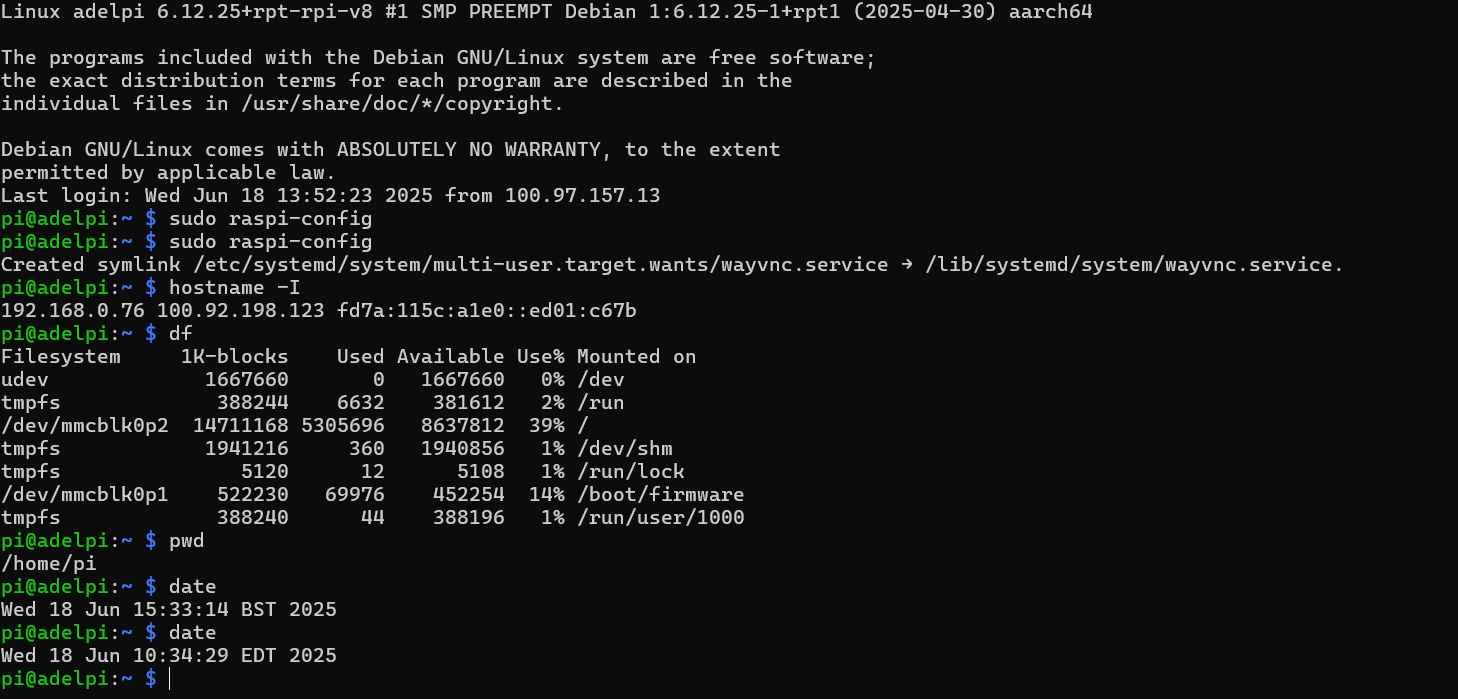 Linux adelpi 6.12.25+rpt-rpi-v8 #1 SMP PREEMPT Debian 1:6.12.25-1+rpt1 (2025-04-30) aarch64

The programs included with the Debian GNU/Linux system are free software;
the exact distribution terms for each program are described in the
individual files in /usr/share/doc/*/copyright.

Debian GNU/Linux comes with ABSOLUTELY NO WARRANTY, to the extent
permitted by applicable law.
Last login: Wed Jun 18 13:52:23 2025 from 100.97.157.13
pi@adelpi:~ $ sudo raspi-config
pi@adelpi:~ $ sudo raspi-config
Created symlink /etc/systemd/system/multi-user.target.wants/wayvnc.service → /lib/systemd/system/wayvnc.service.
pi@adelpi:~ $ hostname -I
192.168.0.76 100.92.198.123 fd7a:115c:a1e0::ed01:c67b
pi@adelpi:~ $ df
Filesystem     1K-blocks    Used Available Use% Mounted on
udev             1667660       0   1667660   0% /dev
tmpfs             388244    6632    381612   2% /run
/dev/mmcblk0p2  14711168 5305696   8637812  39% /
tmpfs            1941216     360   1940856   1% /dev/shm
tmpfs               5120      12      5108   1% /run/lock
/dev/mmcblk0p1    522230   69976    452254  14% /boot/firmware
tmpfs             388240      44    388196   1% /run/user/1000
pi@adelpi:~ $ pwd
/home/pi
pi@adelpi:~ $ date
Wed 18 Jun 15:33:14 BST 2025
pi@adelpi:~ $ date
Wed 18 Jun 10:34:29 EDT 2025
pi@adelpi:~ $